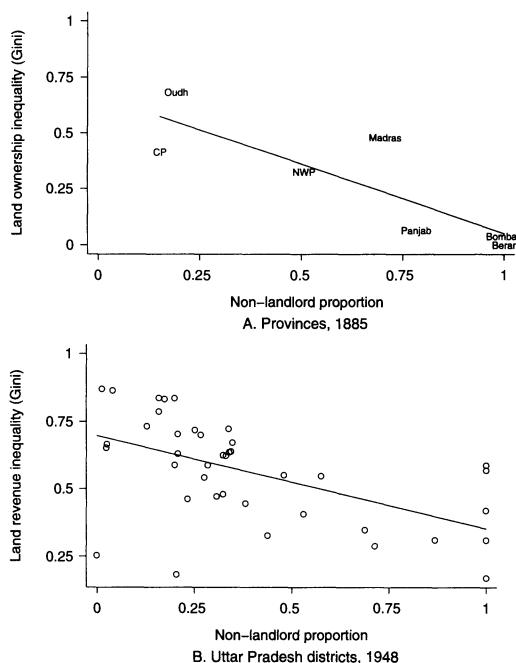 Land ownership inequality (Gini)
1
0.75
0.5
0.25
0
Oudh
CP
NWP
Madras
Panjab
Bomba
Berar
0
0.25
0.5
0.75
1
Non-landlord proportion
A. Provinces, 1885
Land revenue inequality (Gini)
1
0.75
0.5
0.25
0
0.25
0.5
0.75
1
Non-landlord proportion
B. Uttar Pradesh districts, 1948